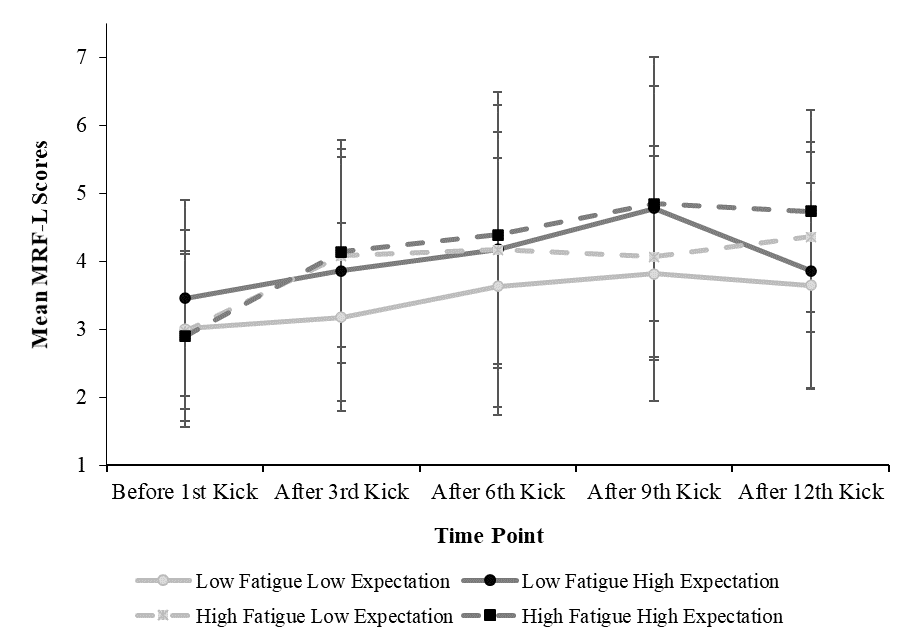 7
6
5
4
3
2
1
Mean MRF-L Scores
Before 1st Kick After 3rd Kick After 6th Kick After 9th Kick After 12th Kick
Time Point
Low Fatigue Low Expectation Low Fatigue High Expectation
High Fatigue Low Expectation High Fatigue High Expectation